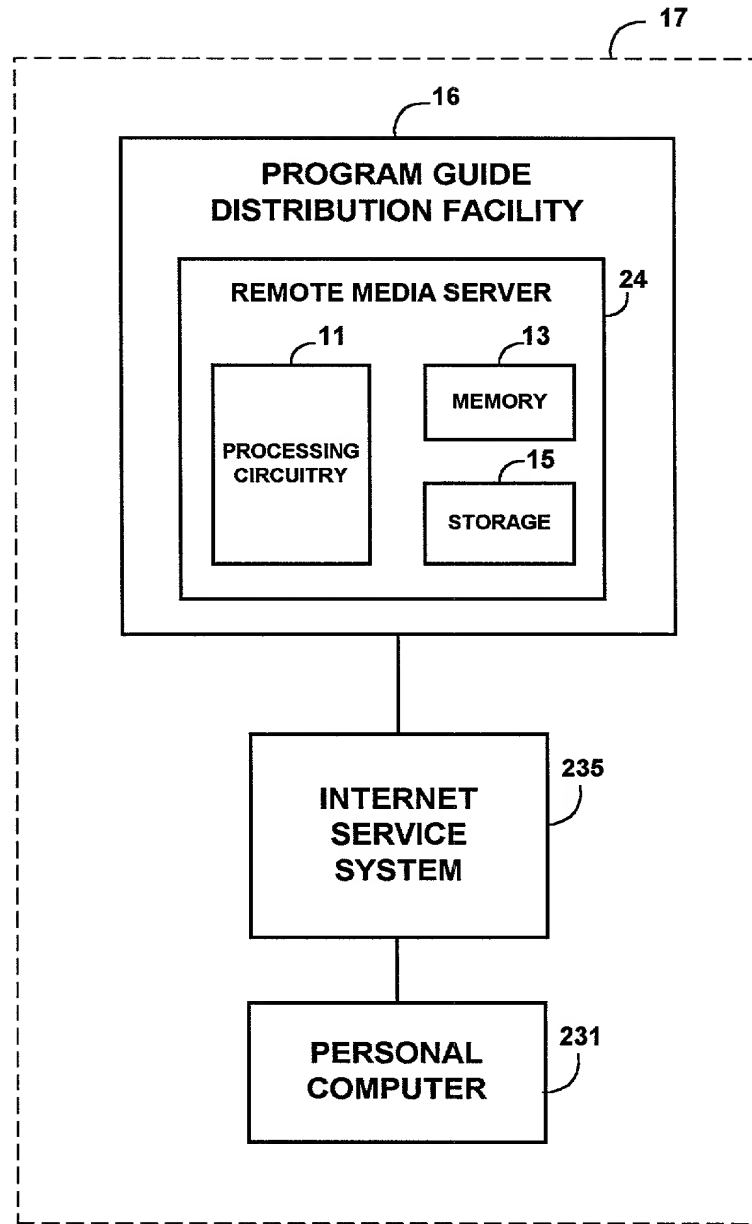 17
16
PROGRAM GUIDE
DISTRIBUTION FACILITY
REMOTE MEDIA SERVER
24
11
13
PROCESSING
CIRCUITRY
MEMORY
15
STORAGE
INTERNET
SERVICE
SYSTEM
235
PERSONAL
COMPUTER
231